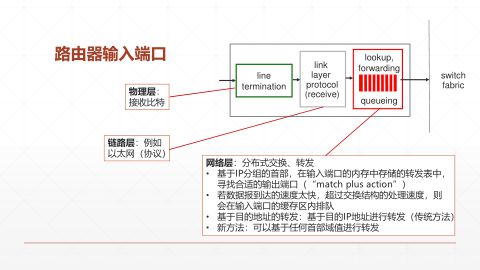 路由器输入端口
line
termination
link
layer
protocol
(receive)
lookup,
forwarding
queueing
switch
fabric
物理层：
接收比特
链路层：例如
以太网（协议）
网络层：分布式交换、转发
• 基于IP分组的首部，在输入端口的内存中存储的转发表中，
寻找合适的输出端口（“match plus action”）
• 若数据报到达的速度太快，超过交换结构的处理速度，则
会在输入端口的缓存区内排队
• 基于目的地址的转发：基于目的IP地址进行转发（传统方法）
• 新方法：可以基于任何首部域值进行转发